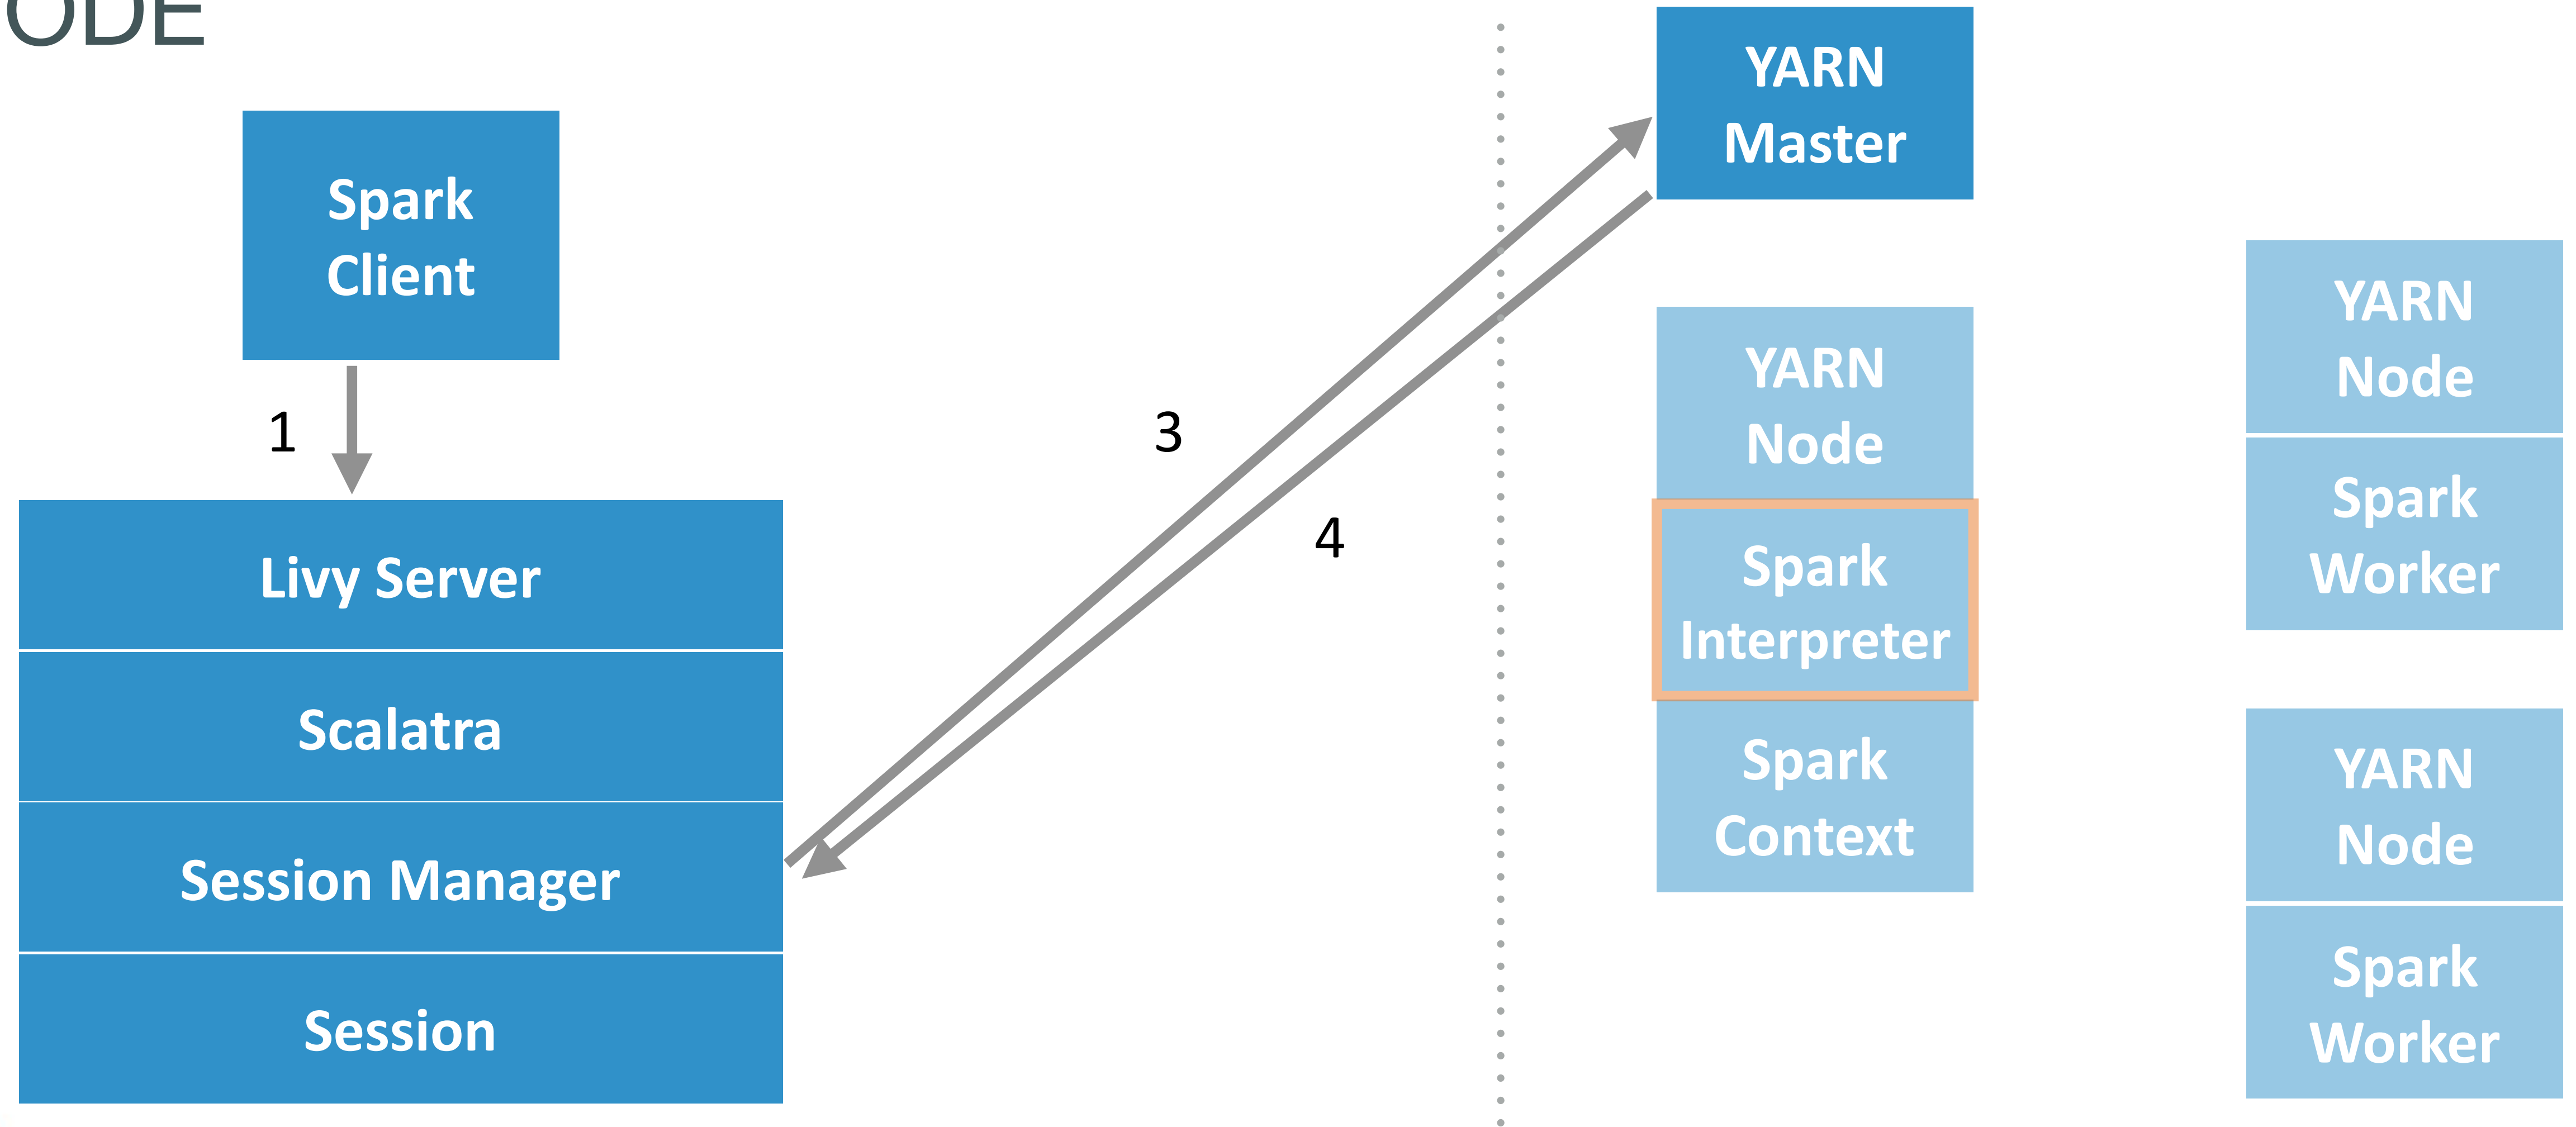 ODE
Spark
Client
1
Livy Server
Scalatra
Session Manager
Session
3
4
YARN
Master
YARN
Node
Spark
Interpreter
Spark
Context
YARN
Node
Spark
Worker
YARN
Node
Spark
Worker